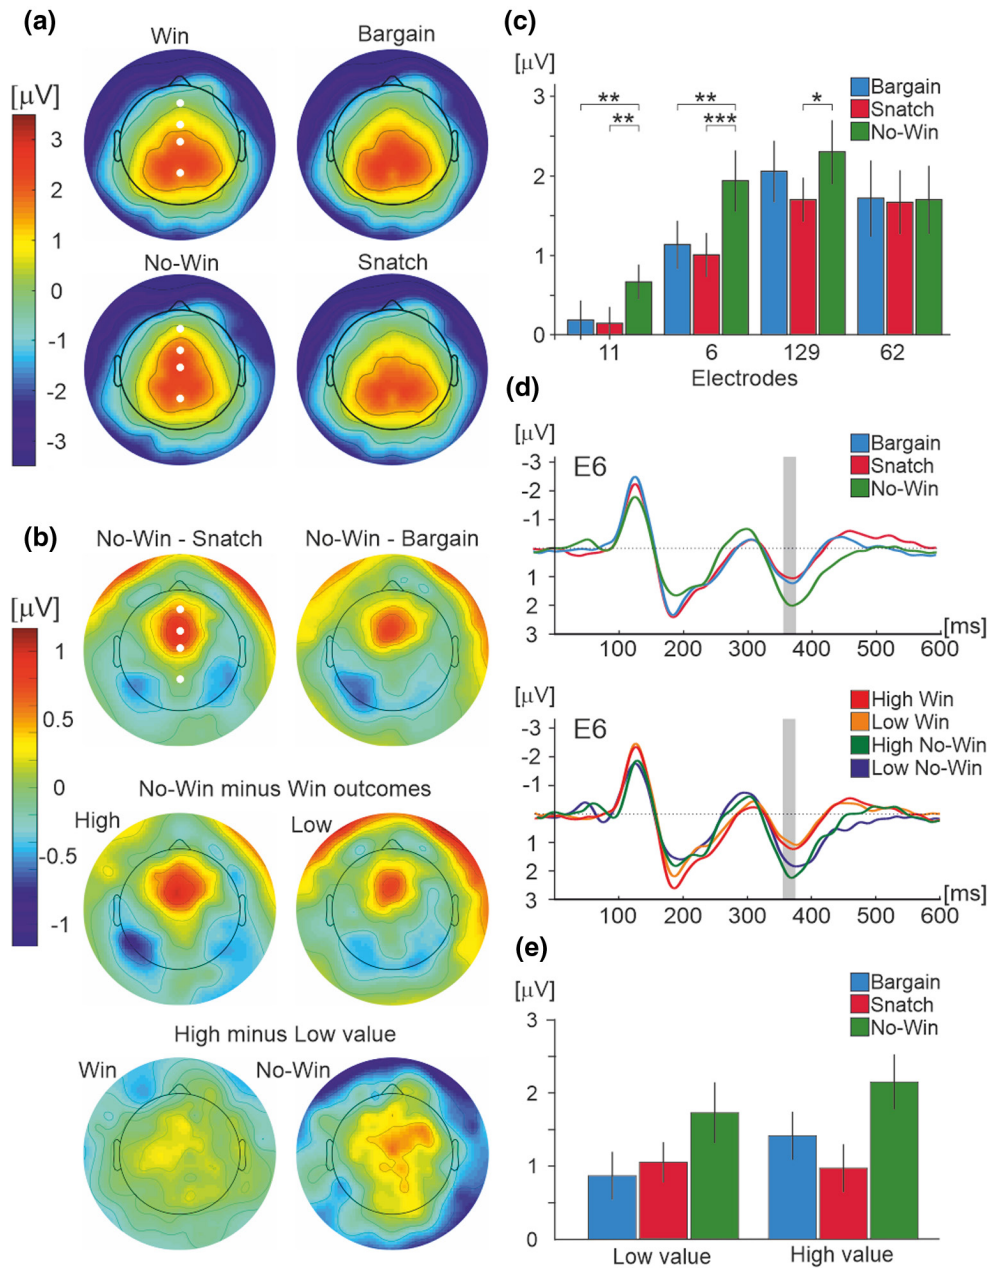 (a)
Win
Bargain
[μV]
3
2
1
0
-1
-2
-3
No-Win
Snatch
(b)
No-Win - Snatch
No-Win - Bargain
[μV]
1
0.5
0
-0.5
-1
No-Win minus Win outcomes
High
Low
High minus Low value
Win
No-Win
(c)
[μV]
3
2
1
0
Bargain
Snatch
No-Win
**
**
**
***
*
11
6
129
62
Electrodes
(d)
[μV]
-3
-2
-1
1
2
3
E6
Bargain
Snatch
No-Win
[ms]
100
200
300
400
500
600
[μV]
-3
-2
-1
1
2
3
E6
High Win
Low Win
High No-Win
Low No-Win
[ms]
100
200
300
400
500
600
(e)
[μV]
3
2
1
0
Bargain
Snatch
No-Win
Low value
High value